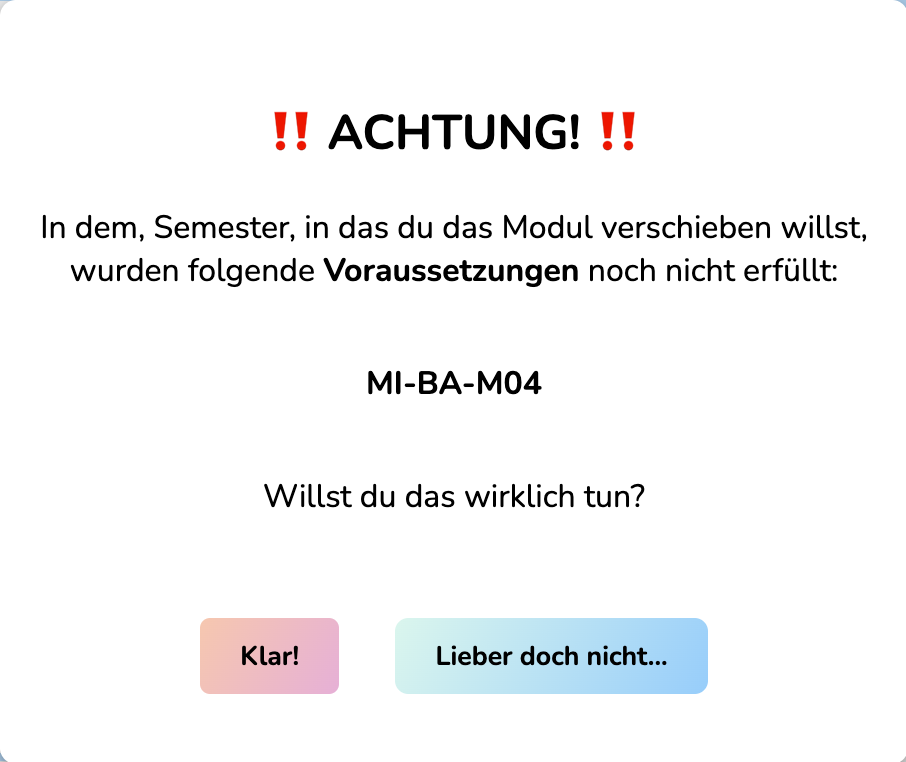 ‼ ACHTUNG! ‼
In dem, Semester, in das du das Modul verschieben willst,
wurden folgende Voraussetzungen noch nicht erfüllt:
MI-BA-M04
Willst du das wirklich tun?
Klar!
Lieber doch nicht...